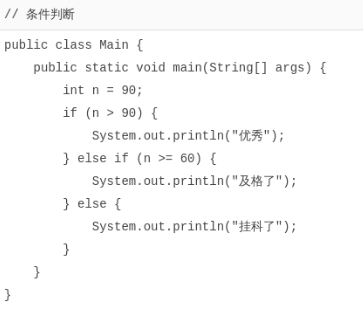 // 条件判断
public class Main {
    public static void main(String[] args) {
        int n = 90;
        if (n > 90) {
            System.out.println("优秀");
        } else if (n >= 60) {
            System.out.println("及格了");
        } else {
            System.out.println("挂科了");
        }
    }
}